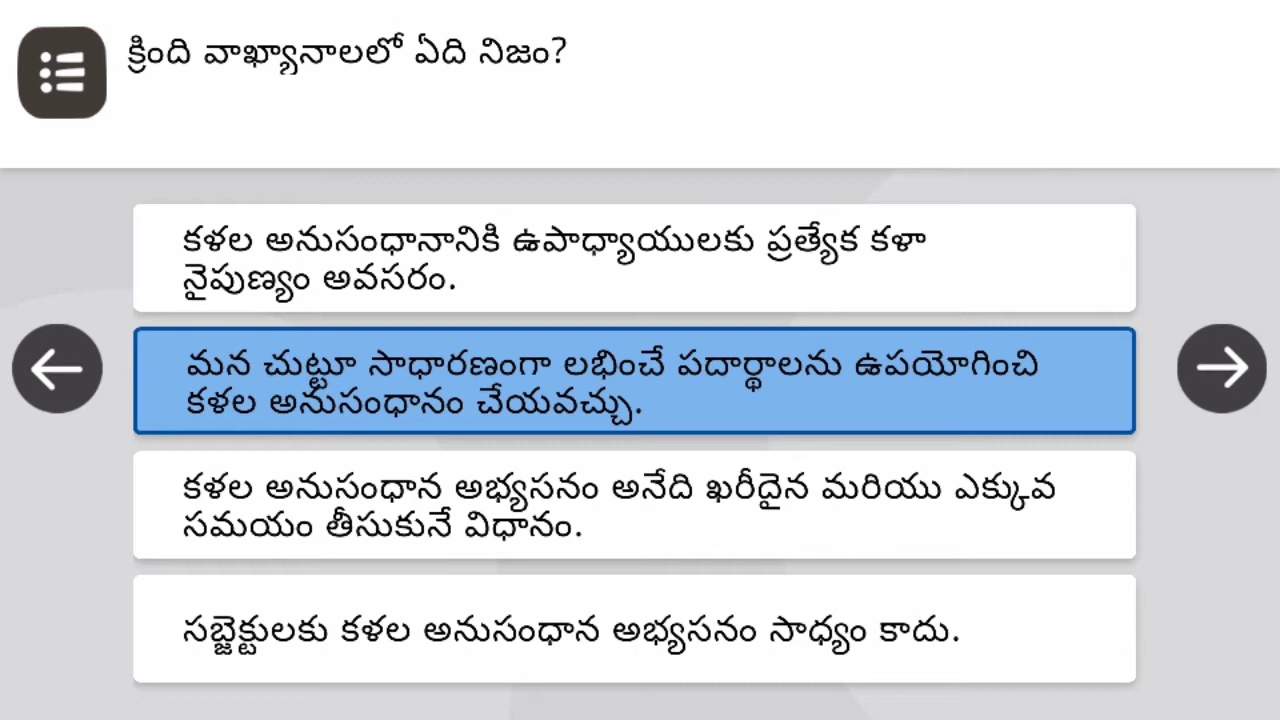 క్రింది వాఖ్యానాలలో ఏది నిజం?
కళల అనుసంధానానికి ఉపాధ్యాయులకు ప్రత్యేక కళా
నైపుణ్యం అవసరం.
మన చుట్టూ సాధారణంగా లభించే పదార్థాలను ఉపయోగించి
కళల అనుసంధానం చేయవచ్చు.
కళల అనుసంధాన అభ్యసనం అనేది ఖరీదైన మరియు ఎక్కువ
సమయం తీసుకునే విధానం.
సబ్జెక్టులకు కళల అనుసంధాన అభ్యసనం సాధ్యం కాదు.